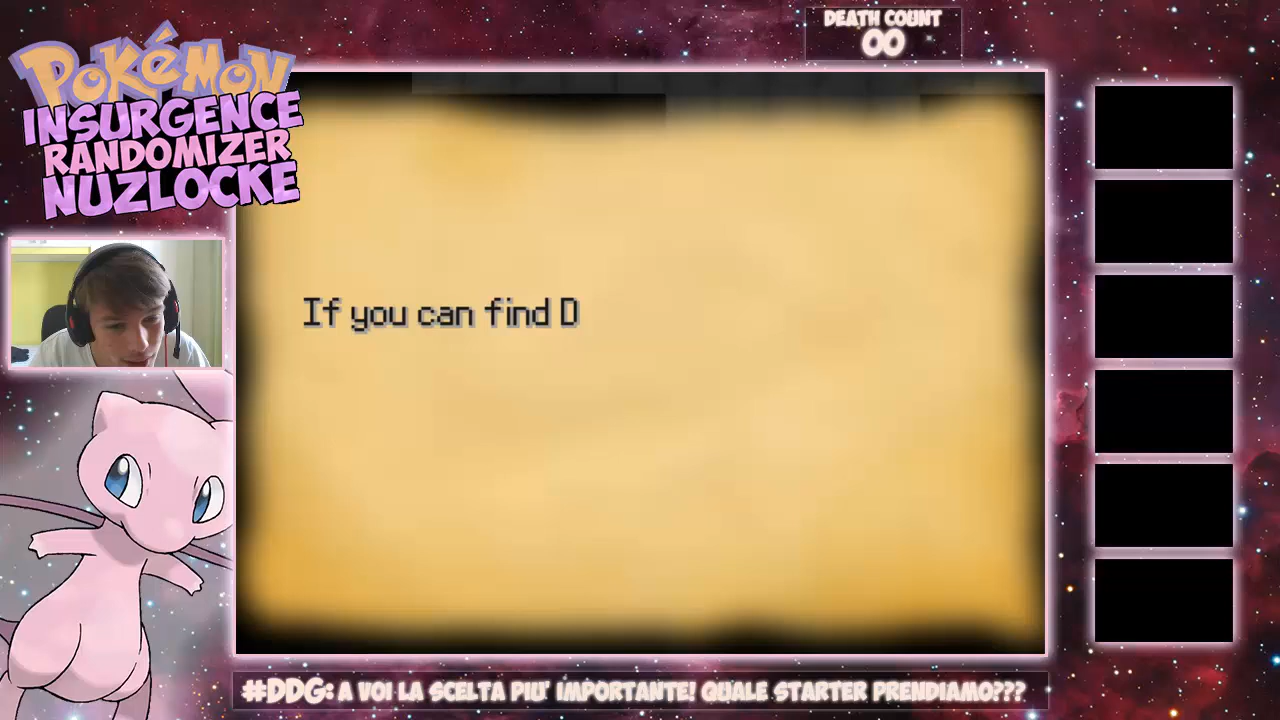 DEATH COUNT
00
POKÉMON
INSURGENCE
RANDOMIZER
NUZLOCKE
If you can find D
#DDG: A VOI LA SCELTA PIU' IMPORTANTE! QUALE STARTER PRENDIAMO???